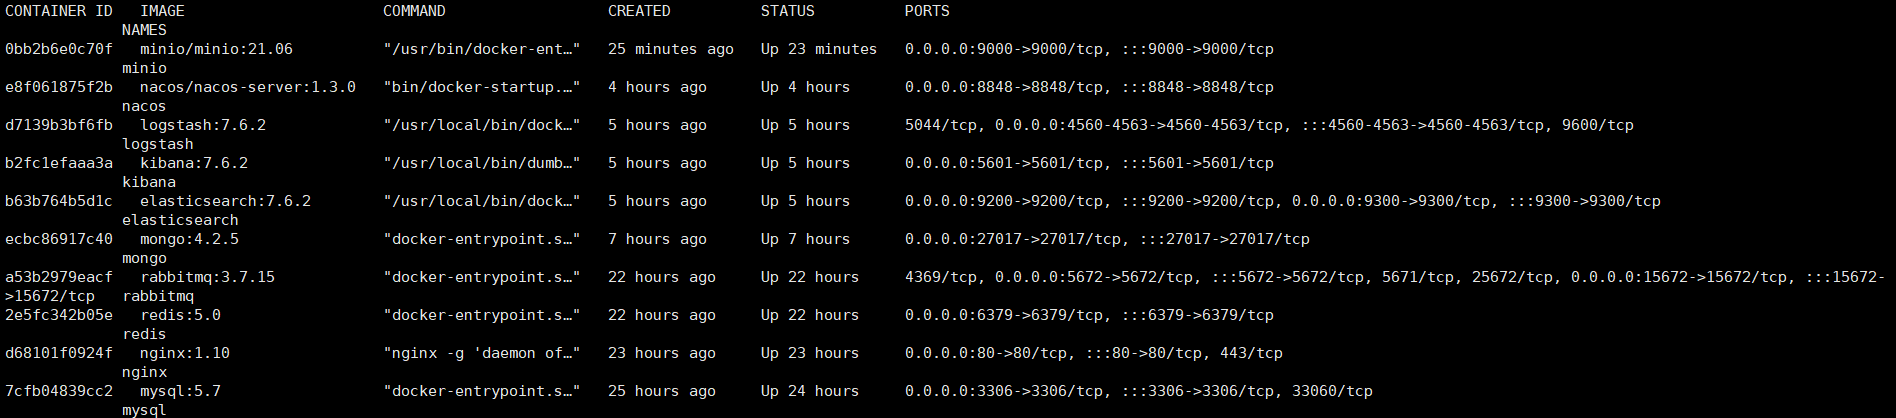 CONTAINER ID   IMAGE                      COMMAND                  CREATED          STATUS          PORTS
             NAMES
0bb2b6e0c70f   minio/minio:21.06          "/usr/bin/docker-ent…"   25 minutes ago   Up 23 minutes   0.0.0.0:9000->9000/tcp, :::9000->9000/tcp
             minio
e8f061875f2b   nacos/nacos-server:1.3.0   "bin/docker-startup.…"   4 hours ago      Up 4 hours      0.0.0.0:8848->8848/tcp, :::8848->8848/tcp
             nacos
d7139b3bf6fb   logstash:7.6.2             "/usr/local/bin/dock…"   5 hours ago      Up 5 hours      5044/tcp, 0.0.0.0:4560-4563->4560-4563/tcp, :::4560-4563->4560-4563/tcp, 9600/tcp
             logstash
b2fc1efaaa3a   kibana:7.6.2               "/usr/local/bin/dumb…"   5 hours ago      Up 5 hours      0.0.0.0:5601->5601/tcp, :::5601->5601/tcp
             kibana
b63b764b5d1c   elasticsearch:7.6.2        "/usr/local/bin/dock…"   5 hours ago      Up 5 hours      0.0.0.0:9200->9200/tcp, :::9200->9200/tcp, 0.0.0.0:9300->9300/tcp, :::9300->9300/tcp
             elasticsearch
ecbc86917c40   mongo:4.2.5                "docker-entrypoint.s…"   7 hours ago      Up 7 hours      0.0.0.0:27017->27017/tcp, :::27017->27017/tcp
             mongo
a53b2979eacf   rabbitmq:3.7.15            "docker-entrypoint.s…"   22 hours ago     Up 22 hours     4369/tcp, 0.0.0.0:5672->5672/tcp, :::5672->5672/tcp, 5671/tcp, 25672/tcp, 0.0.0.0:15672->15672/tcp, :::15672-
>15672/tcp   rabbitmq
2e5fc342b05e   redis:5.0                  "docker-entrypoint.s…"   22 hours ago     Up 22 hours     0.0.0.0:6379->6379/tcp, :::6379->6379/tcp
             redis
d68101f0924f   nginx:1.10                 "nginx -g 'daemon of…"   23 hours ago     Up 23 hours     0.0.0.0:80->80/tcp, :::80->80/tcp, 443/tcp
             nginx
7cfb04839cc2   mysql:5.7                  "docker-entrypoint.s…"   25 hours ago     Up 24 hours     0.0.0.0:3306->3306/tcp, :::3306->3306/tcp, 33060/tcp
             mysql